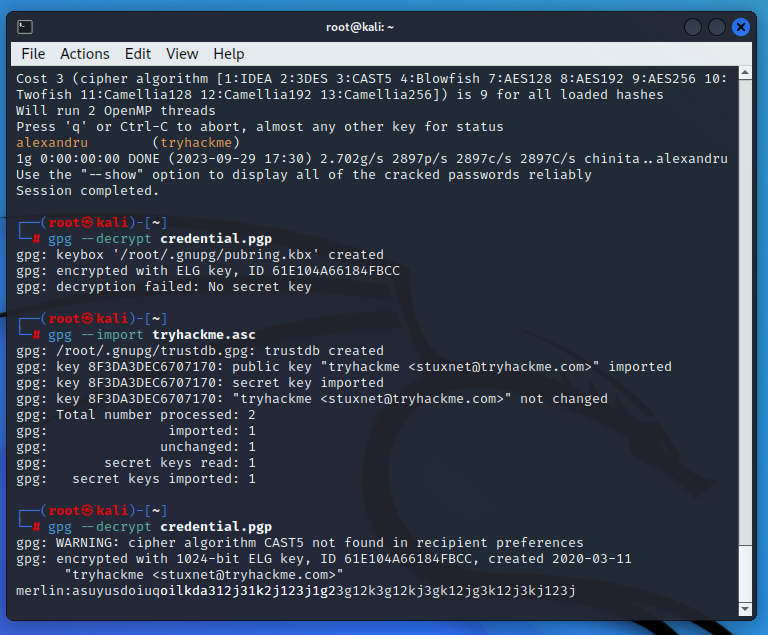 root@kali: ~
File Actions Edit View Help
Cost 3 (cipher algorithm [1:IDEA 2:3DES 3:CAST5 4:Blowfish 7:AES128 8:AES192 9:AES256 10:
Twofish 11:Camellia128 12:Camellia192 13:Camellia256]) is 9 for all loaded hashes
Will run 2 OpenMP threads
Press 'q' or Ctrl-C to abort, almost any other key for status
alexandru        (tryhackme)
1g 0:00:00:00 DONE (2023-09-29 17:30) 2.702g/s 2897p/s 2897c/s 2897C/s chinita..alexandru
Use the "--show" option to display all of the cracked passwords reliably
Session completed.
┌──(root㉿kali)-[~]
└─# gpg --decrypt credential.pgp
gpg: keybox '/root/.gnupg/pubring.kbx' created
gpg: encrypted with ELG key, ID 61E104A66184FBCC
gpg: decryption failed: No secret key
┌──(root㉿kali)-[~]
└─# gpg --import tryhackme.asc
gpg: /root/.gnupg/trustdb.gpg: trustdb created
gpg: key 8F3DA3DEC6707170: public key "tryhackme <stuxnet@tryhackme.com>" imported
gpg: key 8F3DA3DEC6707170: secret key imported
gpg: key 8F3DA3DEC6707170: "tryhackme <stuxnet@tryhackme.com>" not changed
gpg: Total number processed: 2
gpg:               imported: 1
gpg:              unchanged: 1
gpg:       secret keys read: 1
gpg:   secret keys imported: 1
┌──(root㉿kali)-[~]
└─# gpg --decrypt credential.pgp
gpg: WARNING: cipher algorithm CAST5 not found in recipient preferences
gpg: encrypted with 1024-bit ELG key, ID 61E104A66184FBCC, created 2020-03-11
      "tryhackme <stuxnet@tryhackme.com>"
merlin:asuyusdoiuqoilkda312j31k2j123j1g23g12k3g12kj3gk12jg3k12j3kj123j